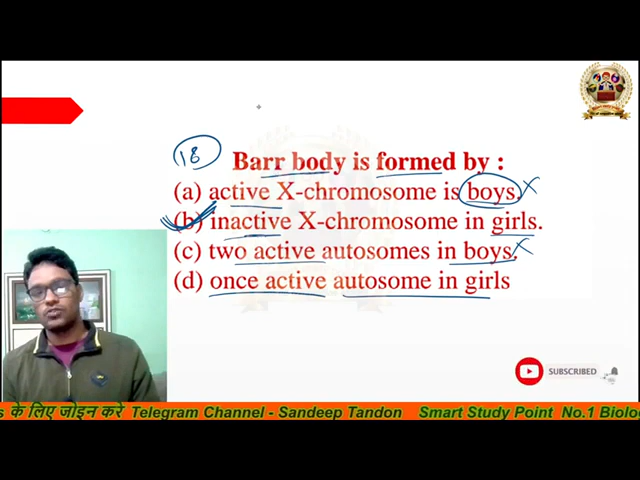 18
Barr body is formed by :
(a) active X-chromosome is boys.
(b) inactive X-chromosome in girls.
(c) two active autosomes in boys.
(d) once active autosome in girls
SUBSCRIBED
s के लिए जोइन करे Telegram Channel - Sandeep Tandon Smart Study Point No.1 Biolo